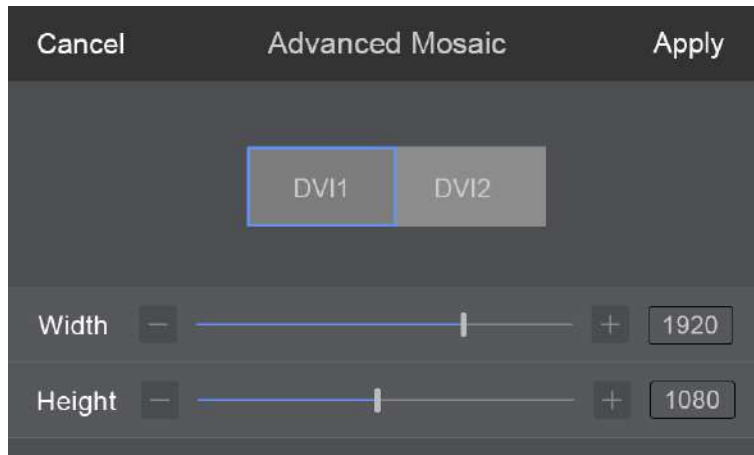 Cancel Advanced Mosaic Apply
DVI1 DVI2
Width − + 1920
Height − + 1080